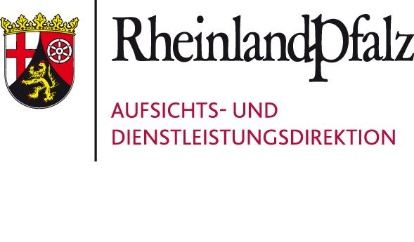 RheinlandPfalz
AUFSICHTS- UND
DIENSTLEISTUNGSDIREKTION